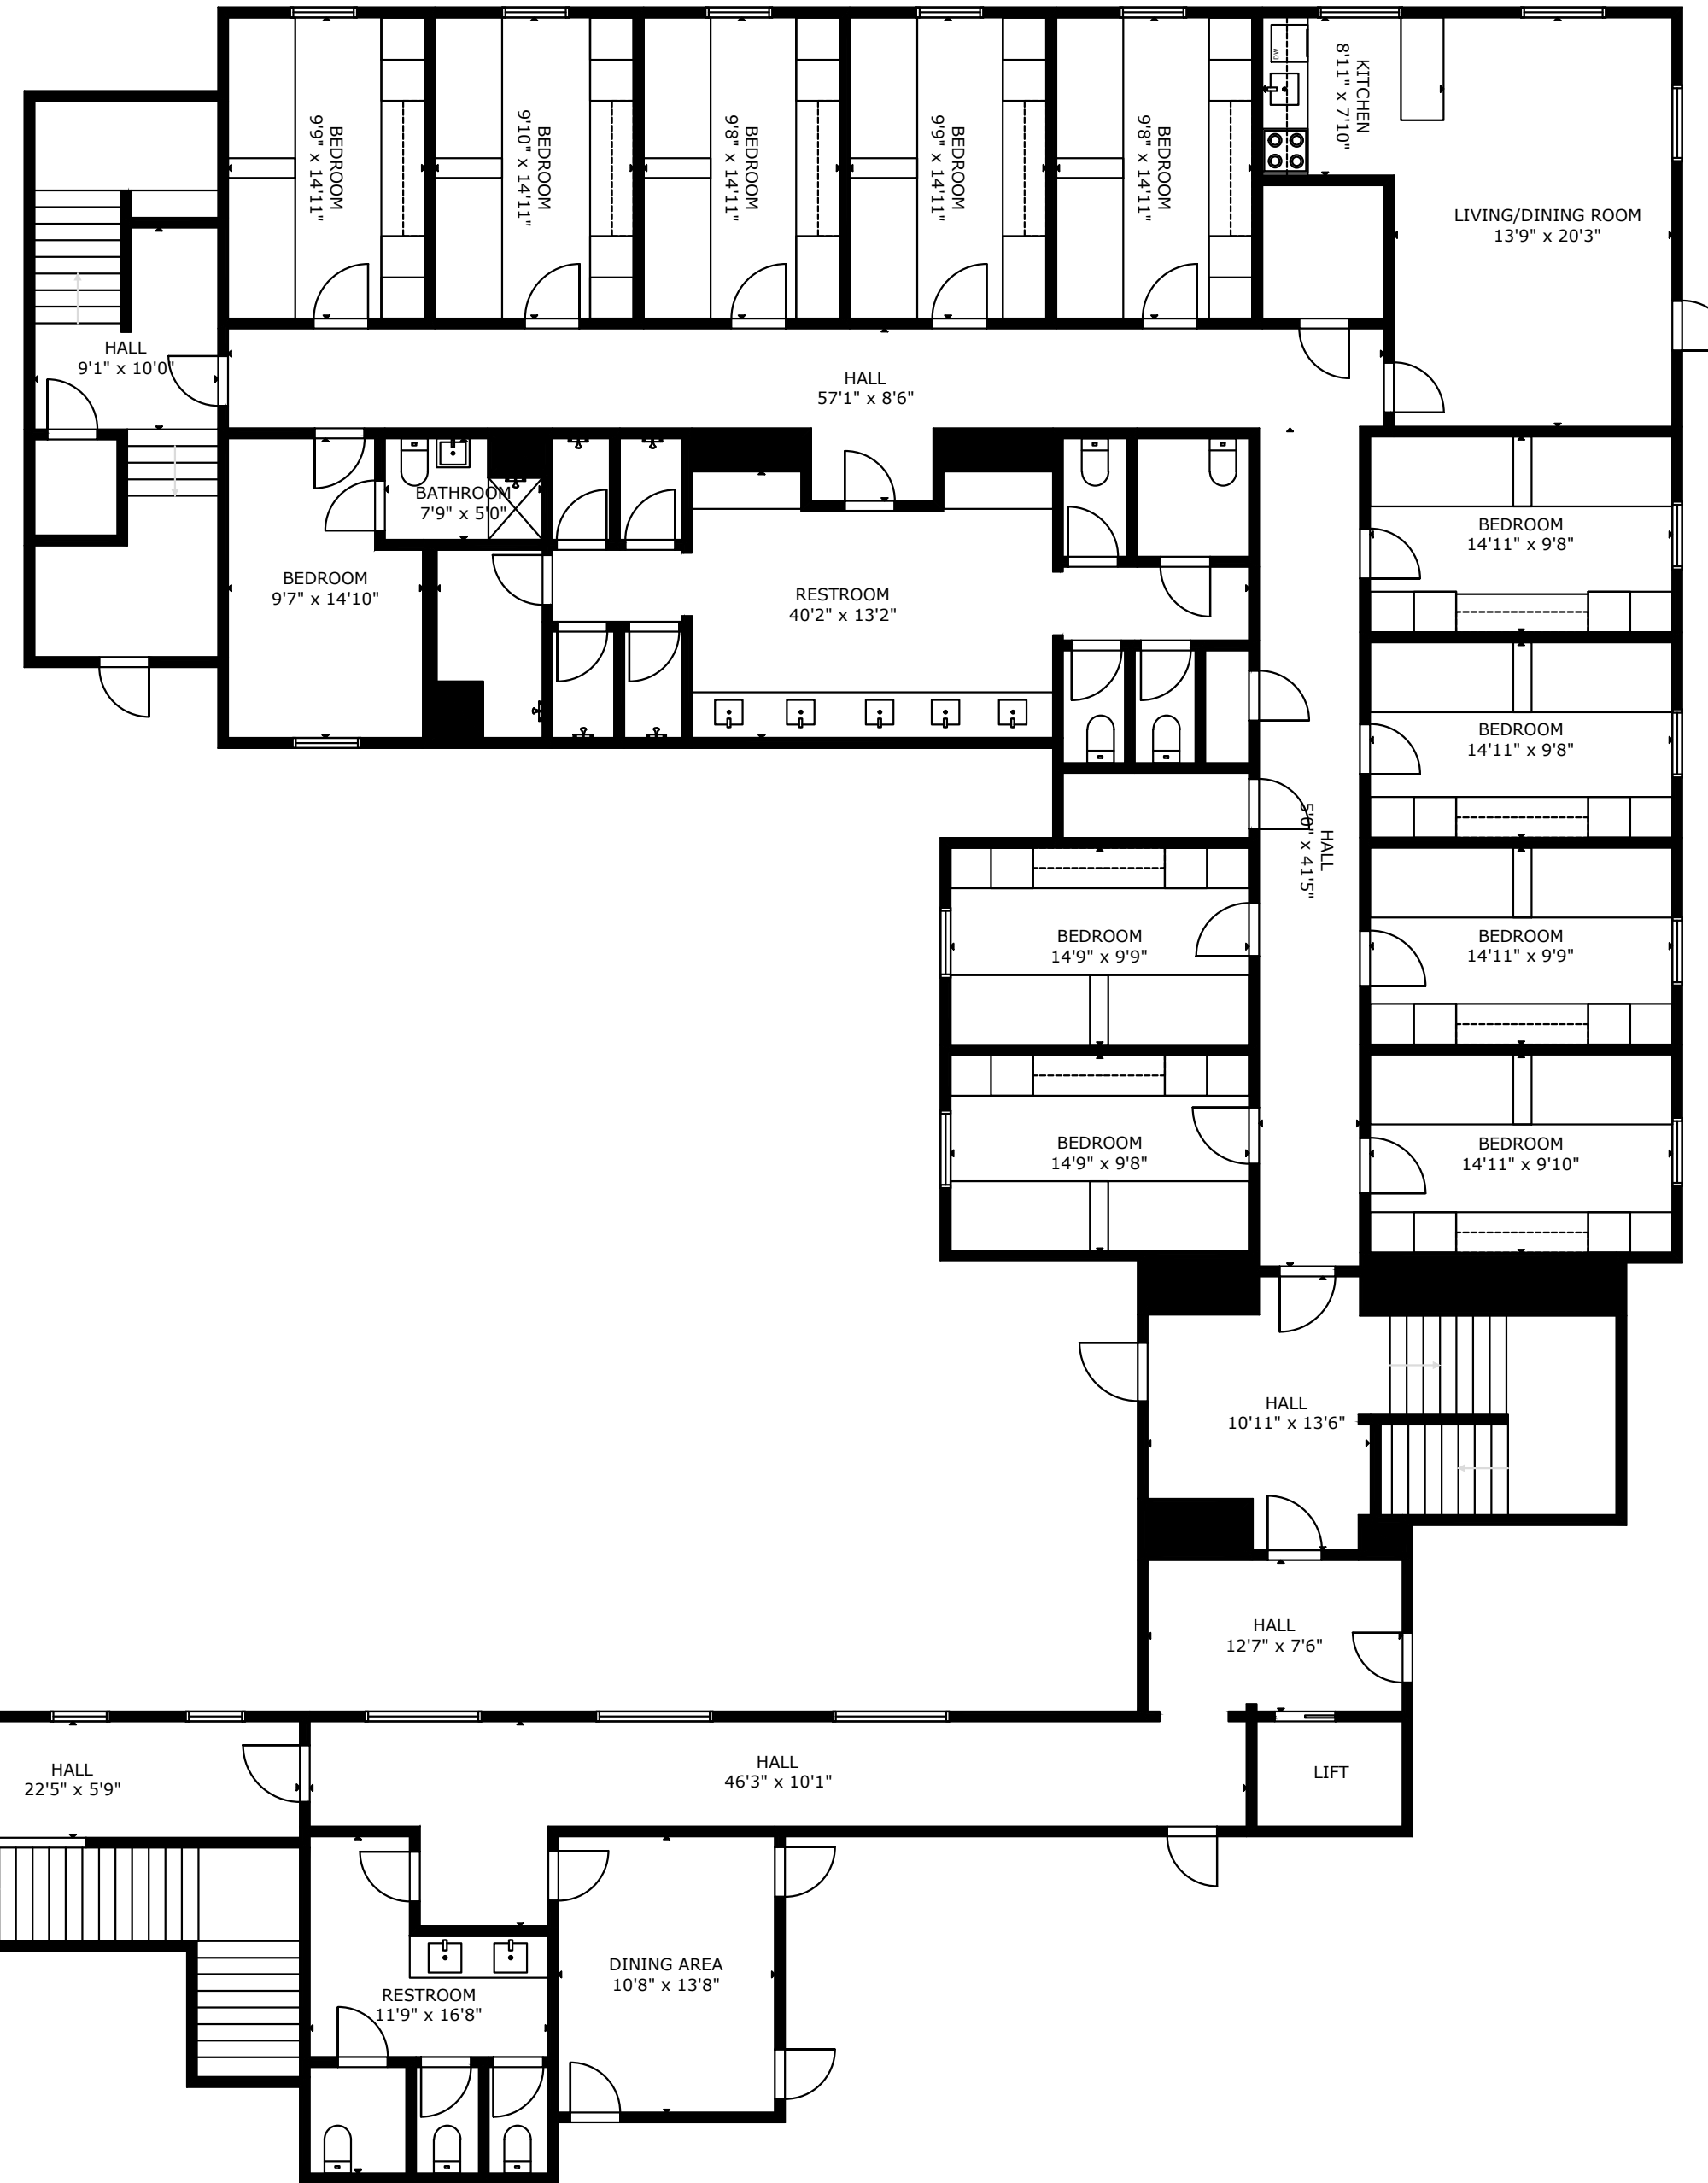 BEDROOM
9'9" x 14'11"
BEDROOM
9'10" x 14'11"
BEDROOM
9'8" x 14'11"
BEDROOM
9'9" x 14'11"
BEDROOM
9'8" x 14'11"
KITCHEN
8'11" x 7'10"
DW
LIVING/DINING ROOM
13'9" x 20'3"
HALL
9'1" x 10'0"
HALL
57'1" x 8'6"
BATHROOM
7'9" x 5'0"
BEDROOM
9'7" x 14'10"
RESTROOM
40'2" x 13'2"
BEDROOM
14'11" x 9'8"
BEDROOM
14'11" x 9'8"
HALL
5'0" x 41'5"
BEDROOM
14'9" x 9'9"
BEDROOM
14'11" x 9'9"
BEDROOM
14'9" x 9'8"
BEDROOM
14'11" x 9'10"
HALL
10'11" x 13'6"
HALL
12'7" x 7'6"
HALL
22'5" x 5'9"
HALL
46'3" x 10'1"
LIFT
DINING AREA
10'8" x 13'8"
RESTROOM
11'9" x 16'8"